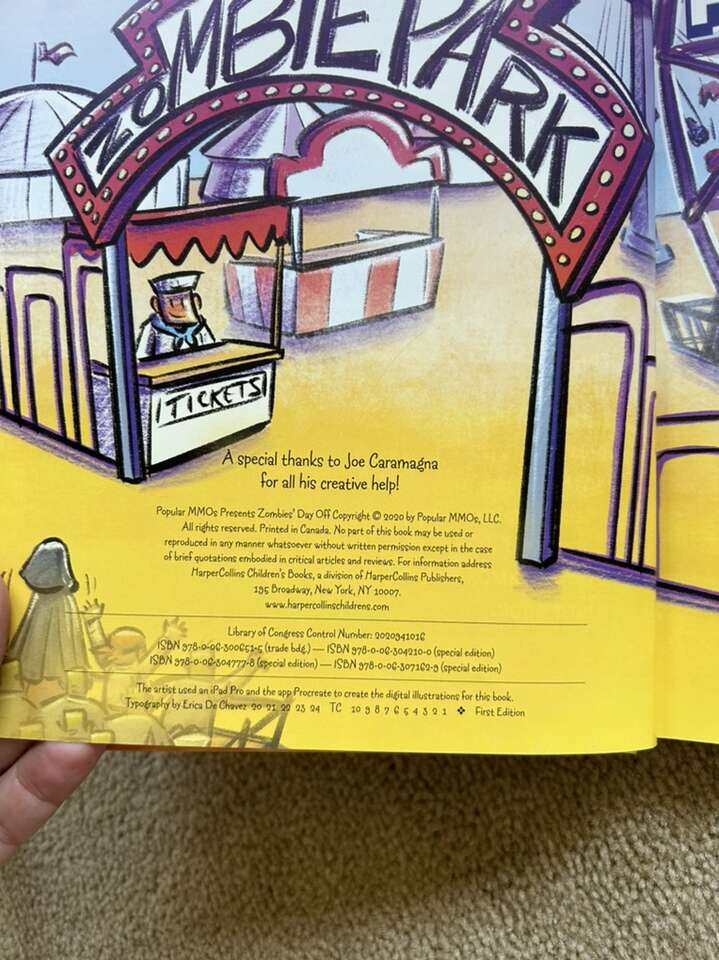 ZOMBIE PARK
TICKETS
A special thanks to Joe Caramagna
for all his creative help!
Popular MMOs Presents Zombies' Day Off Copyright © 2020 by Popular MMOs, LLC.
All rights reserved. Printed in Canada. No part of this book may be used or
reproduced in any manner whatsoever without written permission except in the case
of brief quotations embodied in critical articles and reviews. For information address
HarperCollins Children's Books, a division of HarperCollins Publishers,
195 Broadway, New York, NY 10007.
www.harpercollinschildrens.com
Library of Congress Control Number: 2020941016
ISBN 978-0-06-300651-5 (trade bdg.) — ISBN 978-0-06-304210-0 (special edition)
ISBN 978-0-06-304777-8 (special edition) — ISBN 978-0-06-307162-9 (special edition)
The artist used an iPad Pro and the app Procreate to create the digital illustrations for this book.
Typography by Erica De Chavez 20 21 22 23 24 TC 10 9 8 7 6 5 4 3 2 1 ❖ First Edition